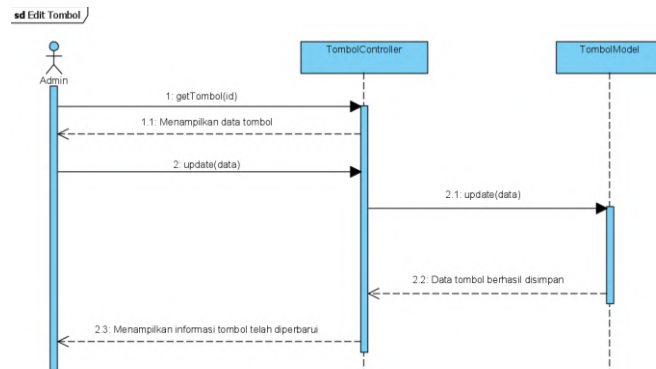 sd Edit Tombol
TombolController
TombolModel
Admin
1: getTombol(id)
1.1: Menampilkan data tombol
2: update(data)
2.1: update(data)
2.2: Data tombol berhasil disimpan
2.3: Menampilkan informasi tombol telah diperbarui